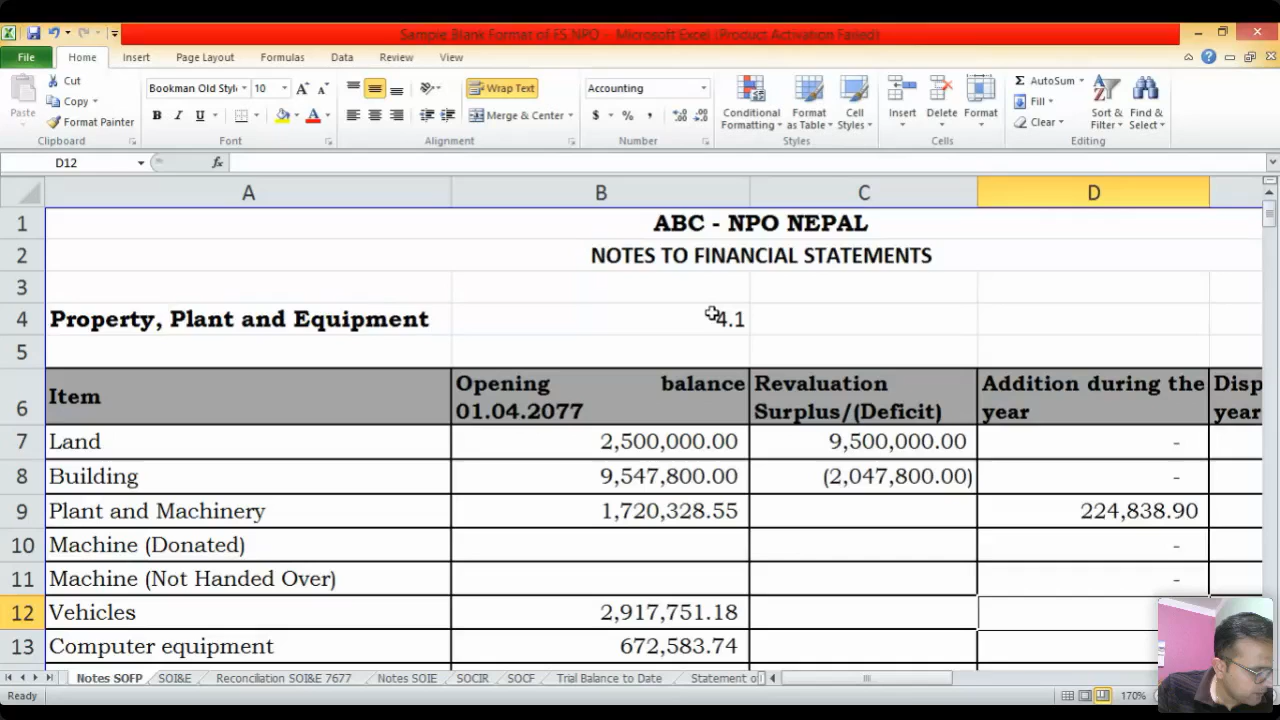 Sample Blank Format of FS NPO - Microsoft Excel (Product Activation Failed)
File Home Insert Page Layout Formulas Data Review View
Cut
Copy
Format Painter
Paste
Bookman Old Styl 10
B I U
Wrap Text
Merge & Center
Accounting
$ % ,
Conditional Formatting
Format as Table
Cell Styles
Insert Delete Format
AutoSum
Fill
Clear
Sort & Filter
Find & Select
Clipboard Font Alignment Number Styles Cells Editing
D12 fx
A B C D
1 ABC - NPO NEPAL
2 NOTES TO FINANCIAL STATEMENTS
3
4 Property, Plant and Equipment 4.1
5
6 Item Opening balance 01.04.2077 Revaluation Surplus/(Deficit) Addition during the year Disp year
7 Land 2,500,000.00 9,500,000.00 -
8 Building 9,547,800.00 (2,047,800.00) -
9 Plant and Machinery 1,720,328.55 224,838.90
10 Machine (Donated) -
11 Machine (Not Handed Over) -
12 Vehicles 2,917,751.18
13 Computer equipment 672,583.74
Notes SOFP SOI&E Reconciliation SOI&E 7677 Notes SOIE SOCIR SOCF Trial Balance to Date Statement o
Ready 170%